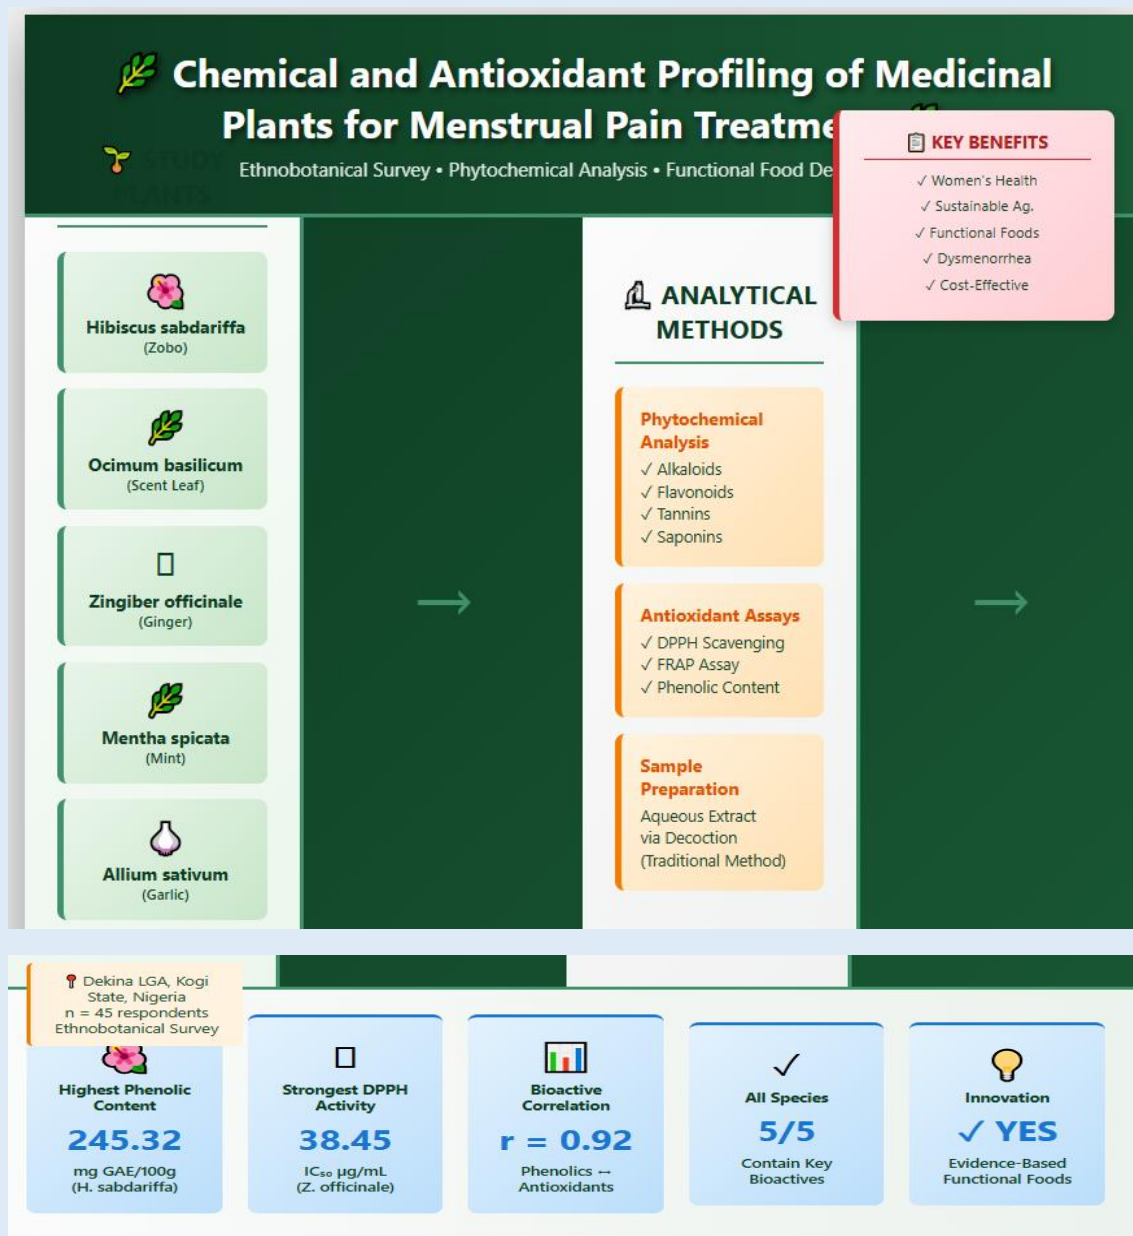 Chemical and Antioxidant Profiling of Medicinal
Plants for Menstrual Pain Treatme
Ethnobotanical Survey • Phytochemical Analysis • Functional Food De
STUDY
PLANTS
Hibiscus sabdariffa
(Zobo)
Ocimum basilicum
(Scent Leaf)
Zingiber officinale
(Ginger)
Mentha spicata
(Mint)
Allium sativum
(Garlic)
→
ANALYTICAL
METHODS
Phytochemical
Analysis
✓ Alkaloids
✓ Flavonoids
✓ Tannins
✓ Saponins
Antioxidant Assays
✓ DPPH Scavenging
✓ FRAP Assay
✓ Phenolic Content
Sample
Preparation
Aqueous Extract
via Decoction
(Traditional Method)
→
KEY BENEFITS
✓ Women's Health
✓ Sustainable Ag.
✓ Functional Foods
✓ Dysmenorrhea
✓ Cost-Effective
Dekina LGA, Kogi
State, Nigeria
n = 45 respondents
Ethnobotanical Survey
Highest Phenolic
Content
245.32
mg GAE/100g
(H. sabdariffa)
Strongest DPPH
Activity
38.45
IC₅₀ µg/mL
(Z. officinale)
Bioactive
Correlation
r = 0.92
Phenolics ↔
Antioxidants
✓
All Species
5/5
Contain Key
Bioactives
Innovation
✓ YES
Evidence-Based
Functional Foods